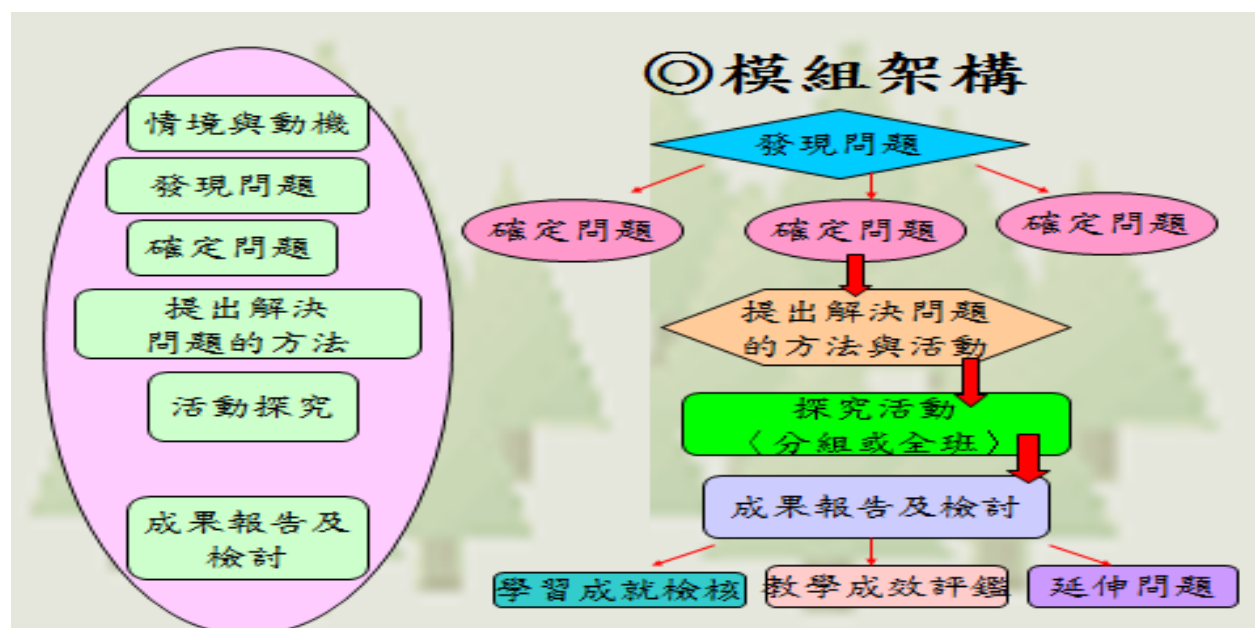 情境與動機
發現問題
確定問題
提出解決
問題的方法
活動探究
成果報告及
檢討
◎模組架構
發現問題
確定問題
確定問題
確定問題
提出解決問題
的方法與活動
探究活動
（分組或全班）
成果報告及檢討
學習成就檢核
教學成效評鑑
延伸問題